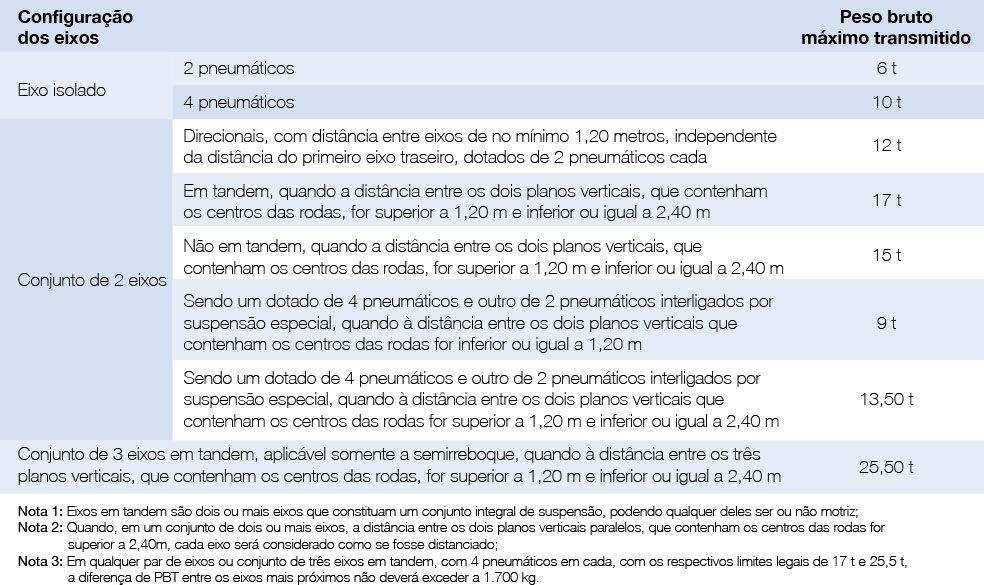 Configuração
dos eixos
Peso bruto
máximo transmitido
Eixo isolado
2 pneumáticos
6 t
4 pneumáticos
10 t
Conjunto de 2 eixos
Direcionais, com distância entre eixos de no mínimo 1,20 metros, independente
da distância do primeiro eixo traseiro, dotados de 2 pneumáticos cada
12 t
Em tandem, quando a distância entre os dois planos verticais, que contenham
os centros das rodas, for superior a 1,20 m e inferior ou igual a 2,40 m
17 t
Não em tandem, quando a distância entre os dois planos verticais, que
contenham os centros das rodas, for superior a 1,20 m e inferior ou igual a 2,40 m
15 t
Sendo um dotado de 4 pneumáticos e outro de 2 pneumáticos interligados por
suspensão especial, quando à distância entre os dois planos verticais que
contenham os centros das rodas for inferior ou igual a 1,20 m
9 t
Sendo um dotado de 4 pneumáticos e outro de 2 pneumáticos interligados por
suspensão especial, quando à distância entre os dois planos verticais que
contenham os centros das rodas for superior a 1,20 m e inferior ou igual a 2,40 m
13,50 t
Conjunto de 3 eixos em tandem, aplicável somente a semirreboque, quando à distância entre os três
planos verticais, que contenham os centros das rodas, for superior a 1,20 m e inferior ou igual a 2,40 m
25,50 t
Nota 1: Eixos em tandem são dois ou mais eixos que constituam um conjunto integral de suspensão, podendo qualquer deles ser ou não motriz;
Nota 2: Quando, em um conjunto de dois ou mais eixos, a distância entre os dois planos verticais paralelos, que contenham os centros das rodas for
superior a 2,40m, cada eixo será considerado como se fosse distanciado;
Nota 3: Em qualquer par de eixos ou conjunto de três eixos em tandem, com 4 pneumáticos em cada, com os respectivos limites legais de 17 t e 25,5 t,
a diferença de PBT entre os eixos mais próximos não deverá exceder a 1.700 kg.